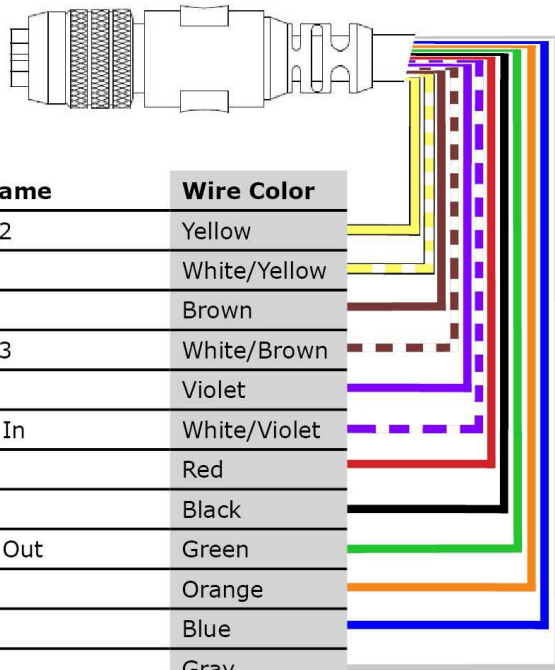 ame Wire Color
2 Yellow
White/Yellow
Brown
3 White/Brown
Violet
In White/Violet
Red
Black
Out Green
Orange
Blue
Gray